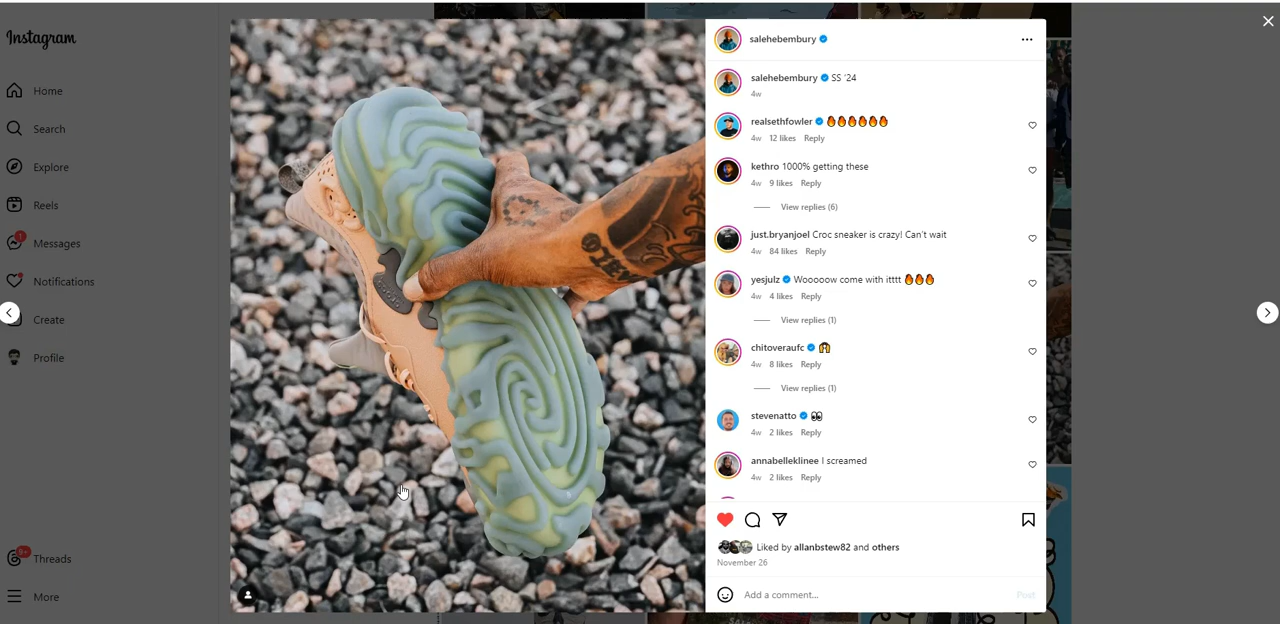 Instagram
Home
Search
Explore
Reels
1
Messages
Notifications
Create
Profile
9+
Threads
More
salehebembury
salehebembury SS '24
4w
realsethfowler 🔥🔥🔥🔥🔥🔥
4w 12 likes Reply
kethro 1000% getting these
4w 9 likes Reply
View replies (6)
just.bryanjoel Croc sneaker is crazy! Can't wait
4w 84 likes Reply
yesjulz Wooooow come with itttt 🔥🔥🔥
4w 4 likes Reply
View replies (1)
chitoveraufc
4w 8 likes Reply
View replies (1)
stevenatto 👀
4w 2 likes Reply
annabelleklinee I screamed
4w 2 likes Reply
Liked by allanbstew82 and others
November 26
Add a comment...
Post